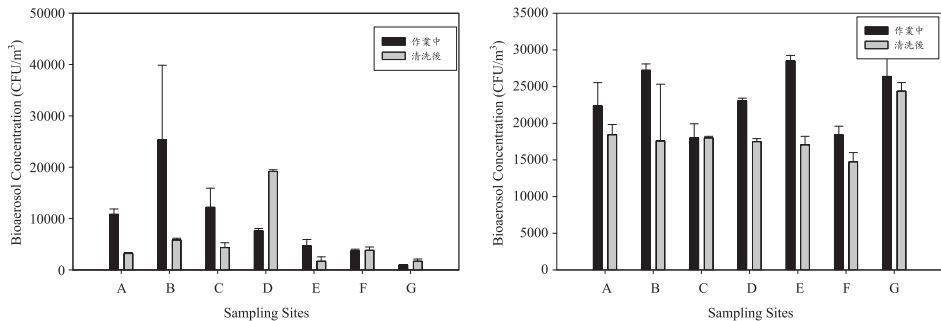 50000
40000
30000
20000
10000
0
Bioaerosol Concentration (CFU/m³)
作業中
清洗後
A B C D E F G
Sampling Sites
35000
30000
25000
20000
15000
10000
5000
0
Bioaerosol Concentration (CFU/m³)
作業中
清洗後
A B C D E F G
Sampling Sites